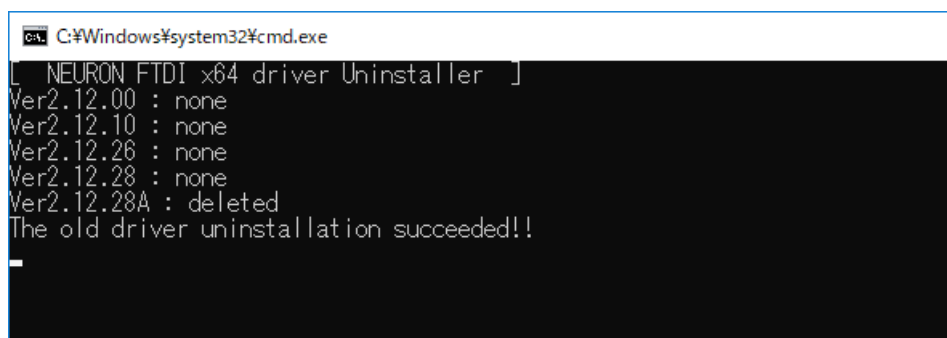 C:¥Windows¥system32¥cmd.exe
[  NEURON FTDI x64 driver Uninstaller  ]
Ver2.12.00 : none
Ver2.12.10 : none
Ver2.12.26 : none
Ver2.12.28 : none
Ver2.12.28A : deleted
The old driver uninstallation succeeded!!